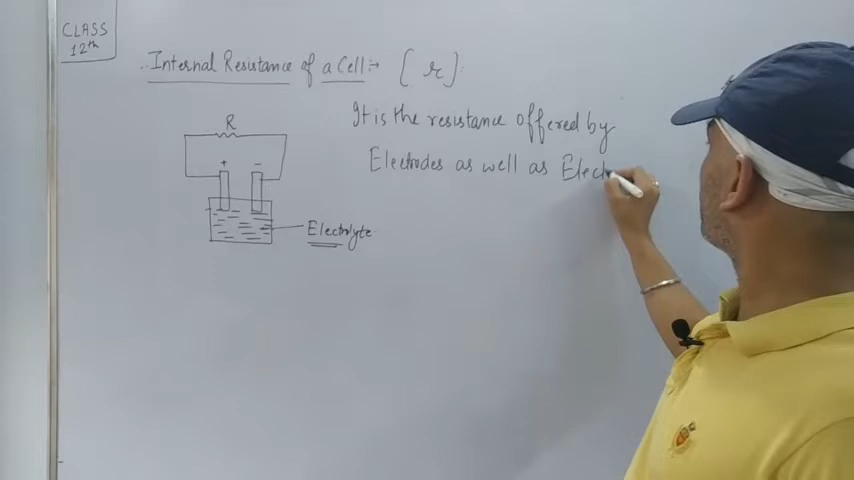 CLASS
12th
Internal Resistance of a Cell :→ [ r ]
It is the resistance offered by
Electrodes as well as Elect
R
+ -
Electrolyte